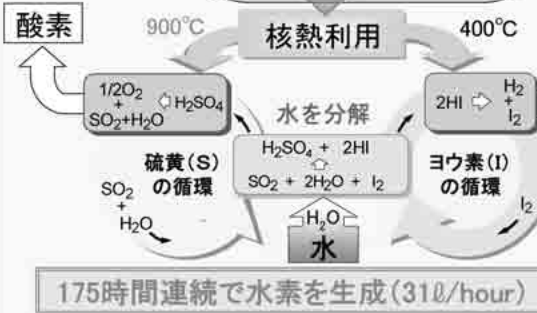 酸素
900℃
核熱利用
400℃
1/2O₂
+
SO₂+H₂O
H₂SO₄
2HI
H₂
+
I₂
水を分解
H₂SO₄ + 2HI
SO₂ + 2H₂O + I₂
硫黄(S)
の循環
ヨウ素(I)
の循環
SO₂
+
H₂O
I₂
H₂O
水
175時間連続で水素を生成(31ℓ/hour)